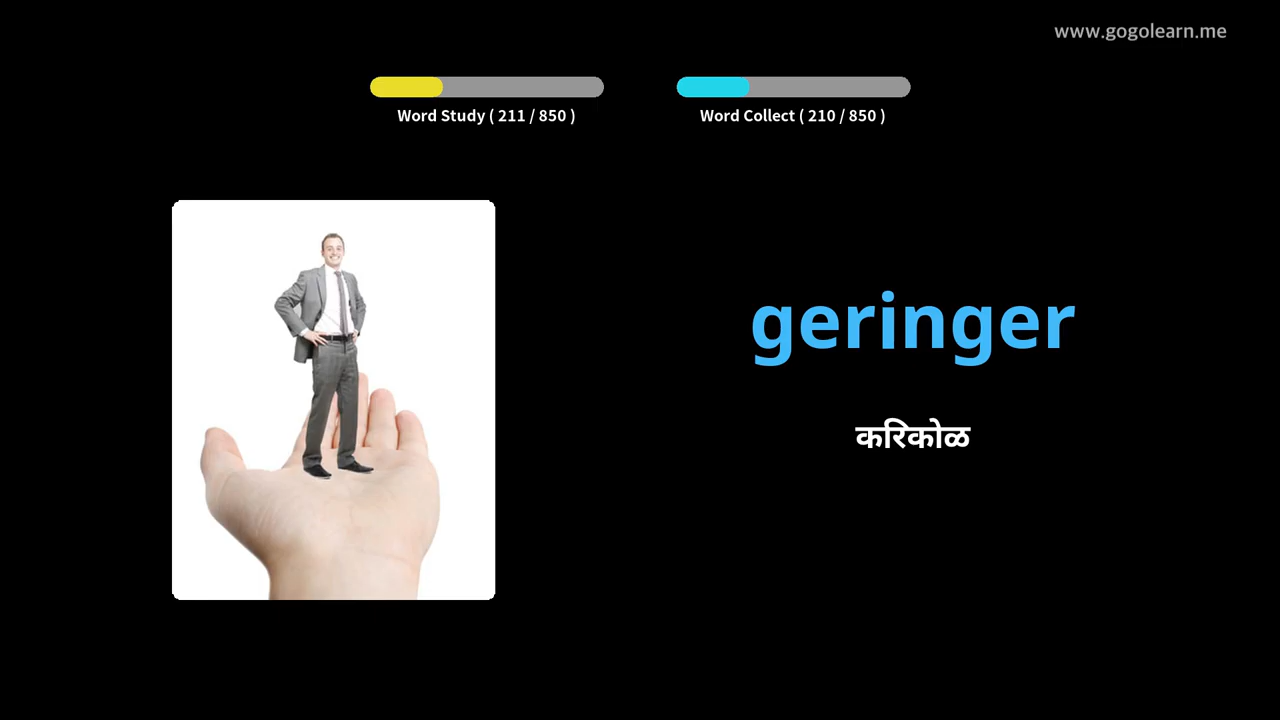 www.gogolearn.me
Word Study ( 211 / 850 )
Word Collect ( 210 / 850 )
geringer
करिकोळ